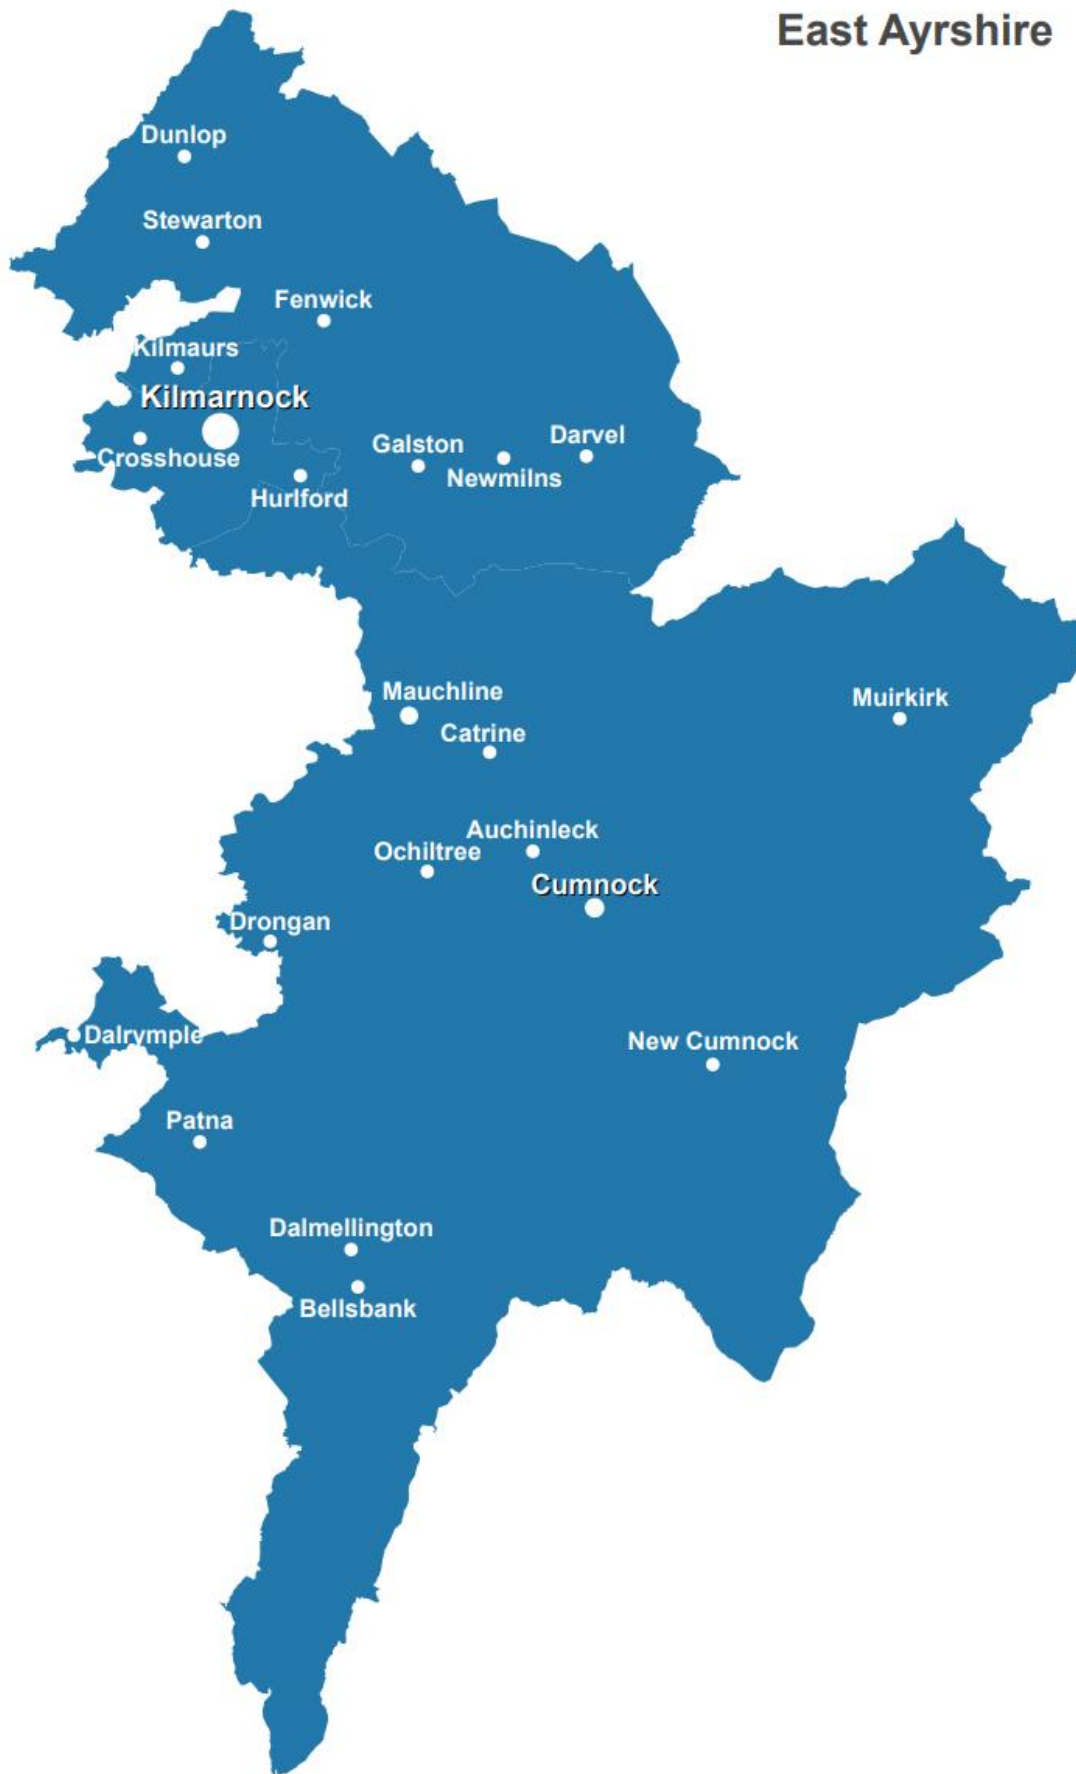 East Ayrshire
Dunlop
Stewarton
Fenwick
Kilmaurs
Kilmarnock
Crosshouse
Galston
Darvel
Newmilns
Hurlford
Mauchline
Muirkirk
Catrine
Auchinleck
Ochiltree
Cumnock
Drongan
Dalrymple
New Cumnock
Patna
Dalmellington
Bellsbank